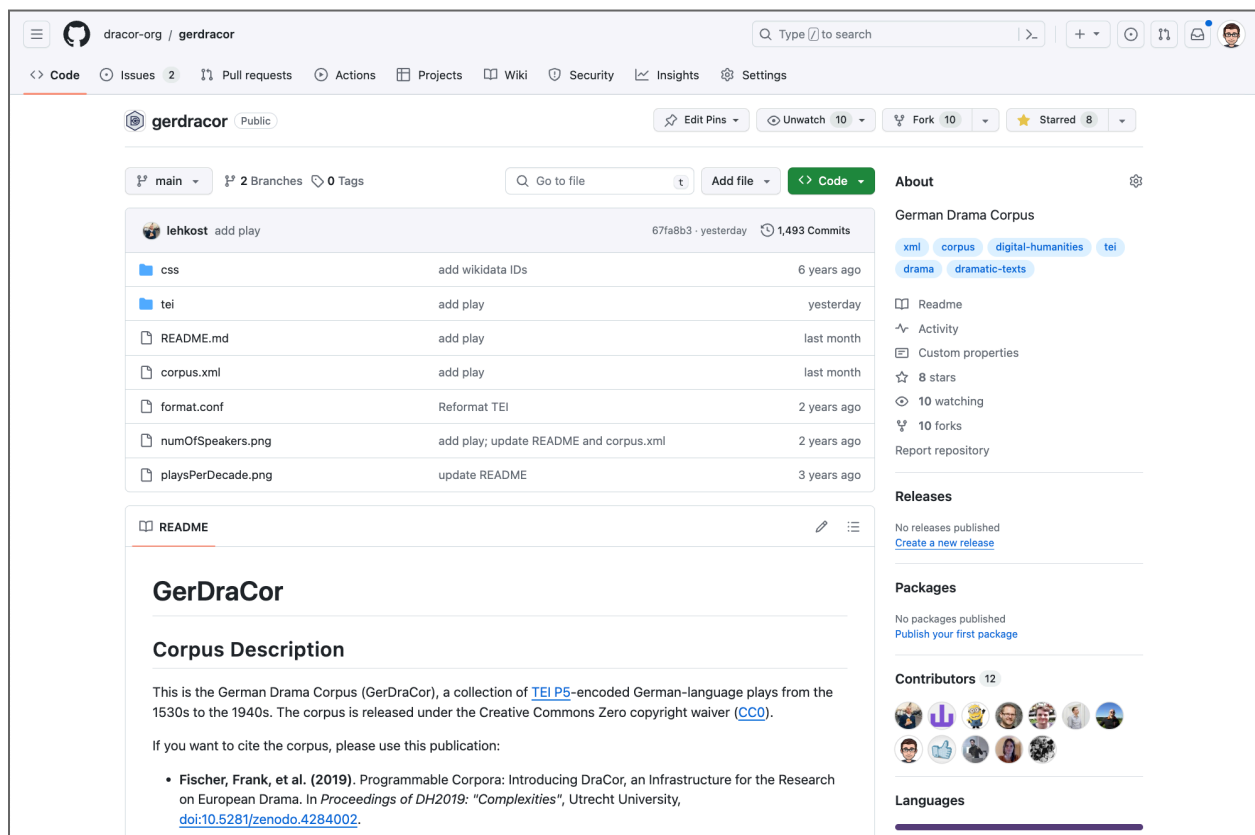 dracor-org / gerdracor
Type / to search
Code Issues 2 Pull requests Actions Projects Wiki Security Insights Settings
gerdracor Public
Edit Pins Unwatch 10 Fork 10 Starred 8
main 2 Branches 0 Tags
Go to file t
Add file
Code
lehkost add play 67fa8b3 · yesterday 1,493 Commits
css add wikidata IDs 6 years ago
tei add play yesterday
README.md add play last month
corpus.xml add play last month
format.conf Reformat TEI 2 years ago
numOfSpeakers.png add play; update README and corpus.xml 2 years ago
playsPerDecade.png update README 3 years ago
README
GerDraCor
Corpus Description
This is the German Drama Corpus (GerDraCor), a collection of TEI P5-encoded German-language plays from the
1530s to the 1940s. The corpus is released under the Creative Commons Zero copyright waiver (CC0).
If you want to cite the corpus, please use this publication:
• Fischer, Frank, et al. (2019). Programmable Corpora: Introducing DraCor, an Infrastructure for the Research
on European Drama. In Proceedings of DH2019: "Complexities", Utrecht University,
doi:10.5281/zenodo.4284002.
About
German Drama Corpus
xml corpus digital-humanities tei
drama dramatic-texts
Readme
Activity
Custom properties
8 stars
10 watching
10 forks
Report repository
Releases
No releases published
Create a new release
Packages
No packages published
Publish your first package
Contributors 12
Languages